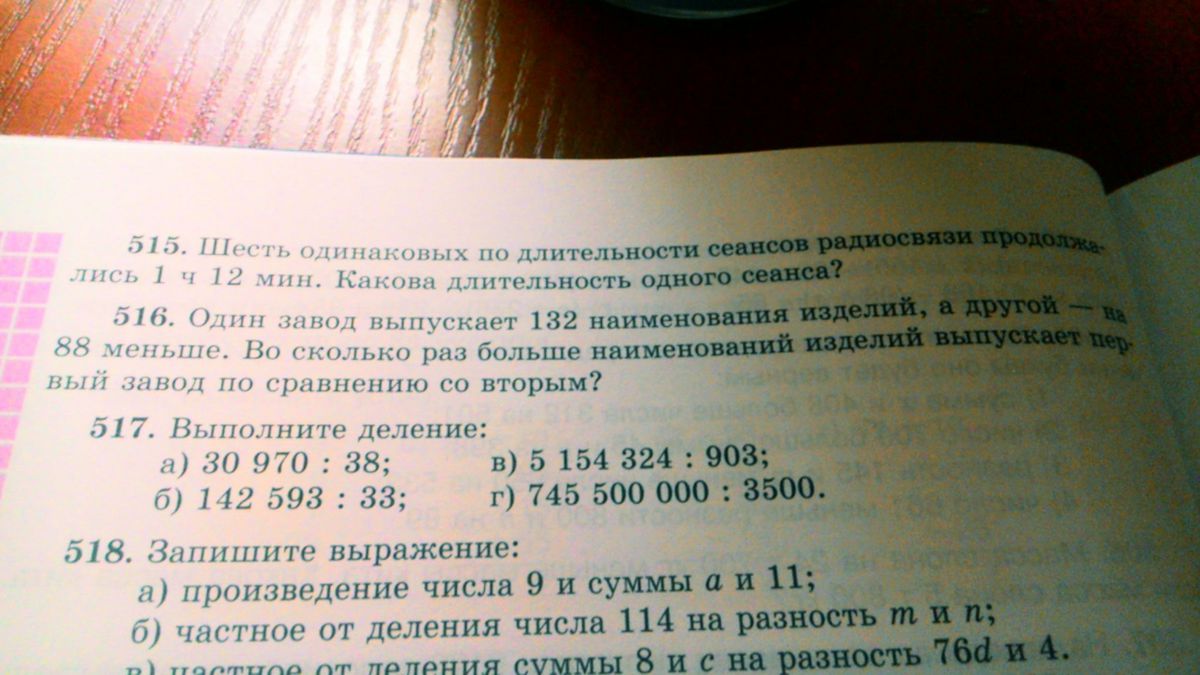 515. Шесть одинаковых по длительности сеансов радиосвязи продолжа-
лись 1 ч 12 мин. Какова длительность одного сеанса?
516. Один завод выпускает 132 наименования изделий, а другой — на
88 меньше. Во сколько раз больше наименований изделий выпускает пер-
вый завод по сравнению со вторым?
517. Выполните деление:
а) 30 970 : 38; в) 5 154 324 : 903;
б) 142 593 : 33; г) 745 500 000 : 3500.
518. Запишите выражение:
а) произведение числа 9 и суммы a и 11;
б) частное от деления числа 114 на разность m и n;
в) частное от деления суммы 8 и c на разность 76d и 4.